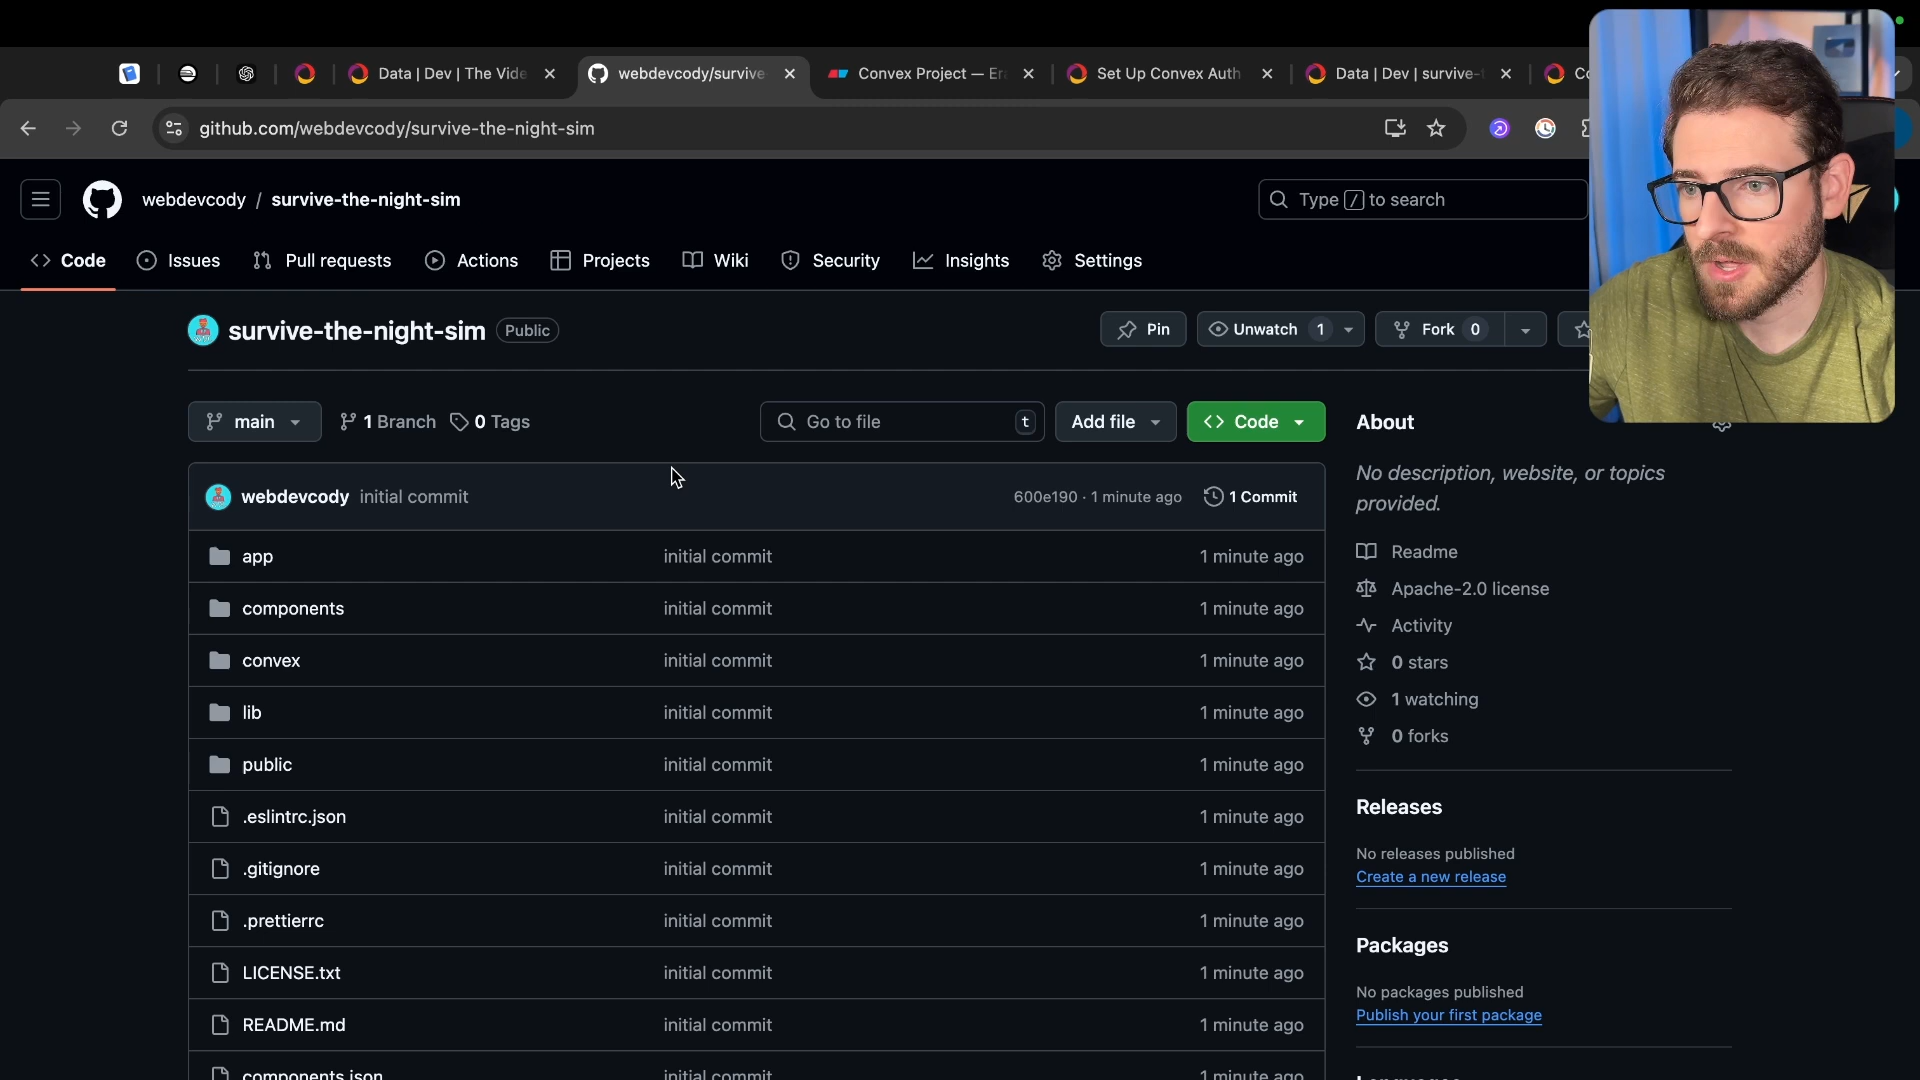 Data | Dev | The Vide
webdevcody/survive
Convex Project — Er
Set Up Convex Auth
Data | Dev | survive-
Co
github.com/webdevcody/survive-the-night-sim
webdevcody / survive-the-night-sim
Type / to search
Code
Issues
Pull requests
Actions
Projects
Wiki
Security
Insights
Settings
survive-the-night-sim
Public
Pin
Unwatch 1
Fork 0
main
1 Branch
0 Tags
Go to file
t
Add file
<> Code
About
webdevcody initial commit
600e190 · 1 minute ago
1 Commit
No description, website, or topics
provided.
app initial commit 1 minute ago
components initial commit 1 minute ago
convex initial commit 1 minute ago
lib initial commit 1 minute ago
public initial commit 1 minute ago
.eslintrc.json initial commit 1 minute ago
.gitignore initial commit 1 minute ago
.prettierrc initial commit 1 minute ago
LICENSE.txt initial commit 1 minute ago
README.md initial commit 1 minute ago
components.json initial commit 1 minute ago
Readme
Apache-2.0 license
Activity
0 stars
1 watching
0 forks
Releases
No releases published
Create a new release
Packages
No packages published
Publish your first package
Languages